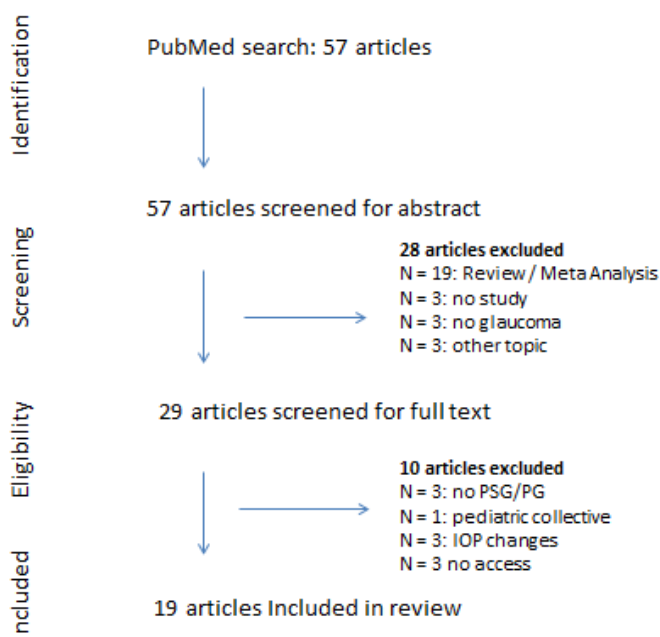 Identification
PubMed search: 57 articles
57 articles screened for abstract
Screening
28 articles excluded
N = 19: Review / Meta Analysis
N = 3: no study
N = 3: no glaucoma
N = 3: other topic
29 articles screened for full text
Eligibility
10 articles excluded
N = 3: no PSG/PG
N = 1: pediatric collective
N = 3: IOP changes
N = 3 no access
ncluded
19 articles Included in review